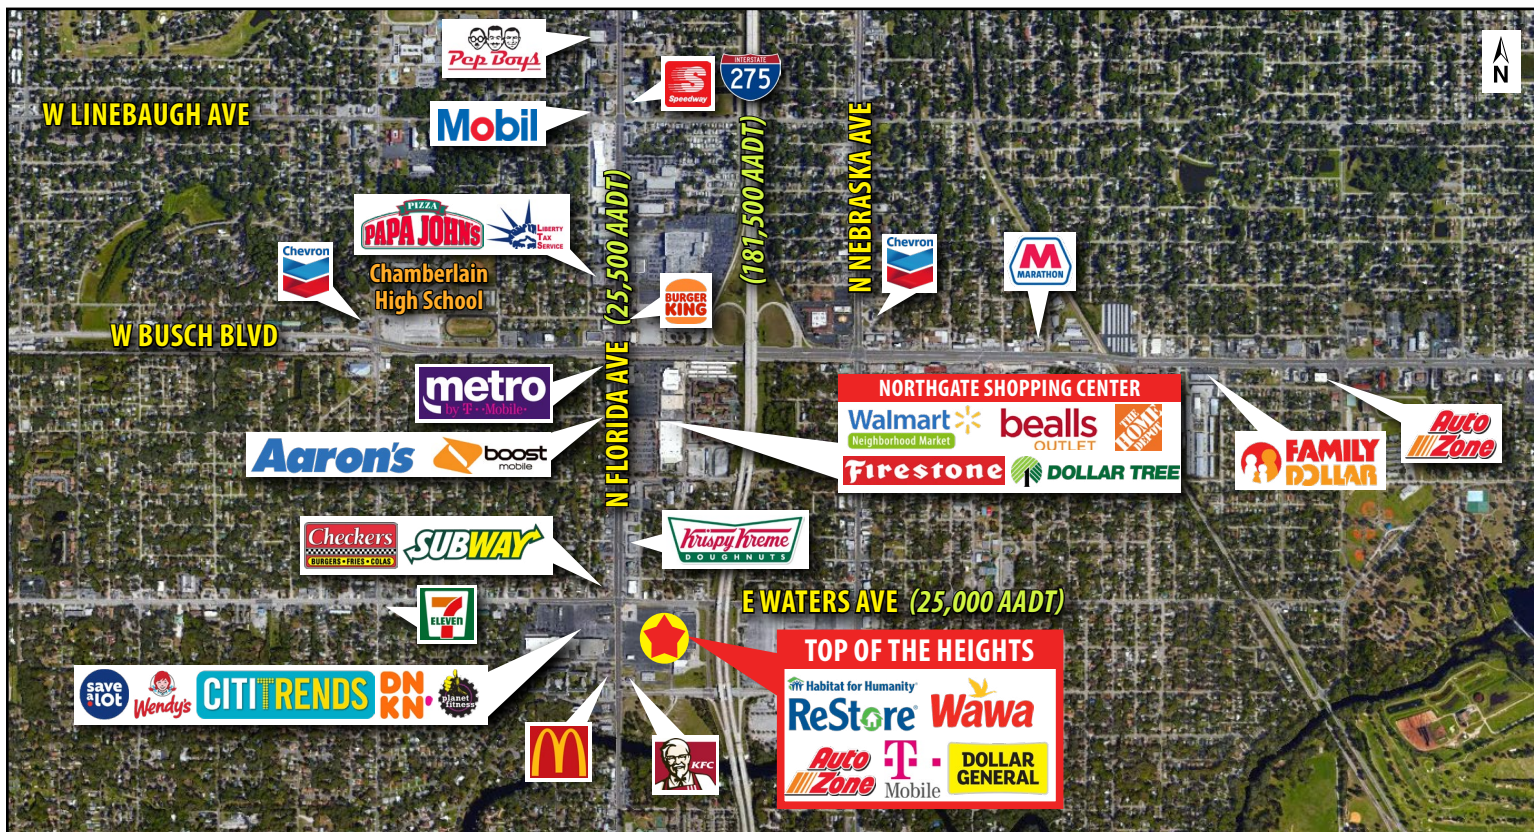 Pep Boys
INTERSTATE
275
Speedway
N
W LINEBAUGH AVE
Mobil
N NEBRASKA AVE
(181,500 AADT)
(25,500 AADT)
PIZZA
PAPA JOHNS
LIBERTY
TAX
SERVICE
Chevron
Chamberlain
High School
Chevron
M
MARATHON
BURGER
KING
W BUSCH BLVD
N FLORIDA AVE
metro
by T-Mobile
NORTHGATE SHOPPING CENTER
Walmart
Neighborhood Market
bealls
OUTLET
THE
HOME
DEPOT
Firestone
DOLLAR TREE
FAMILY
DOLLAR
Auto
Zone
Aaron's
boost
mobile
Checkers
BURGERS • FRIES • COLAS
SUBWAY
Krispy Kreme
DOUGHNUTS
7
ELEVEN
E WATERS AVE (25,000 AADT)
TOP OF THE HEIGHTS
Habitat for Humanity®
ReStore®
Wawa
Auto
Zone
T
Mobile
DOLLAR
GENERAL
save
a lot
Wendy's
CITITRENDS
DN
KN'
planet
fitness
KFC